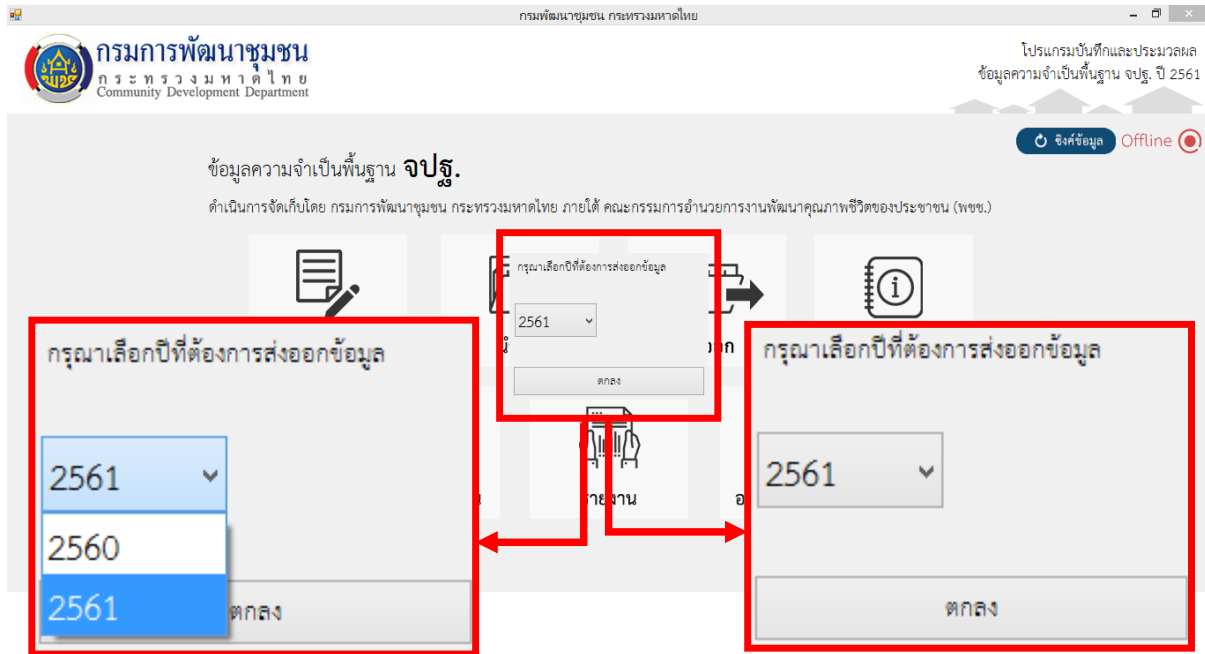 กรมพัฒนาชุมชน กระทรวงมหาดไทย
กรมการพัฒนาชุมชน
กระทรวงมหาดไทย
Community Development Department
โปรแกรมบันทึกและประมวลผล
ข้อมูลความจำเป็นพื้นฐาน จปฐ. ปี 2561
ซิงค์ข้อมูล Offline
ข้อมูลความจำเป็นพื้นฐาน จปฐ.
ดำเนินการจัดเก็บโดย กรมการพัฒนาชุมชน กระทรวงมหาดไทย ภายใต้ คณะกรรมการอำนวยการงานพัฒนาคุณภาพชีวิตของประชาชน (พชช.)
กรุณาเลือกปีที่ต้องการส่งออกข้อมูล
2561
ตกลง
กรุณาเลือกปีที่ต้องการส่งออกข้อมูล
2561
2560
2561
ตกลง
กรุณาเลือกปีที่ต้องการส่งออกข้อมูล
2561
ตกลง
รายงาน